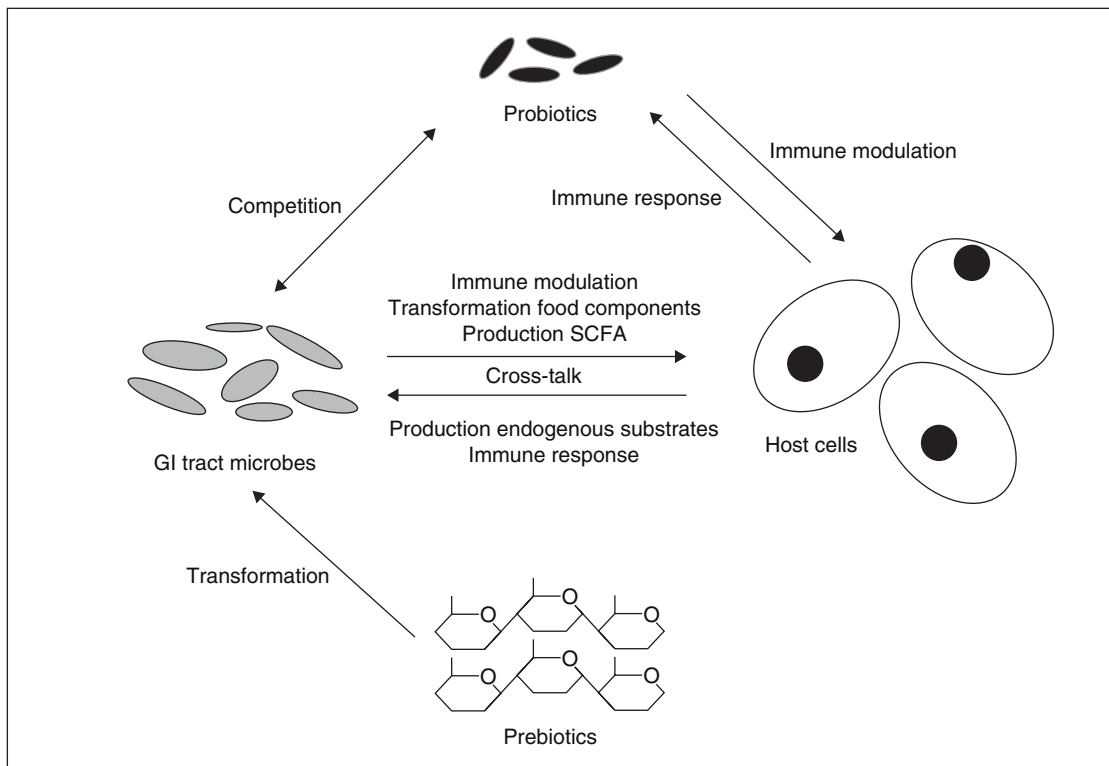 Probiotics
Immune modulation
Immune response
Competition
Immune modulation
Transformation food components
Production SCFA
Cross-talk
Production endogenous substrates
Immune response
GI tract microbes
Host cells
Transformation
O
O
O
O
O
O
Prebiotics